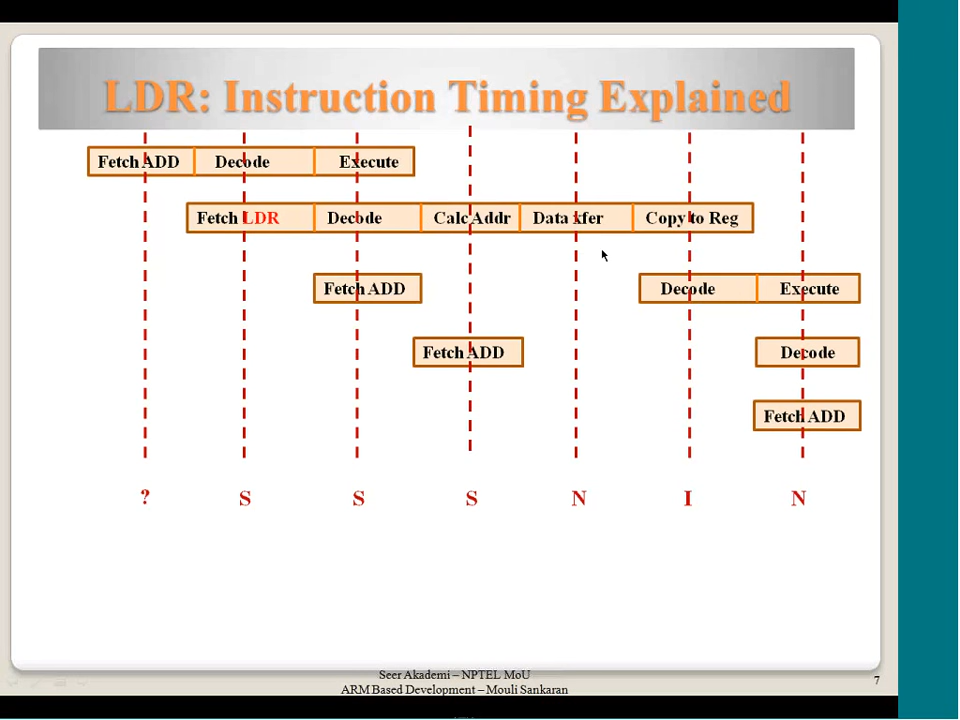 LDR: Instruction Timing Explained
Fetch ADD Decode Execute
Fetch LDR Decode Calc Addr Data xfer Copy to Reg
Fetch ADD Decode Execute
Fetch ADD Decode
Fetch ADD
? S S S N I N
Seer Akademi – NPTEL MoU
ARM Based Development – Mouli Sankaran
7